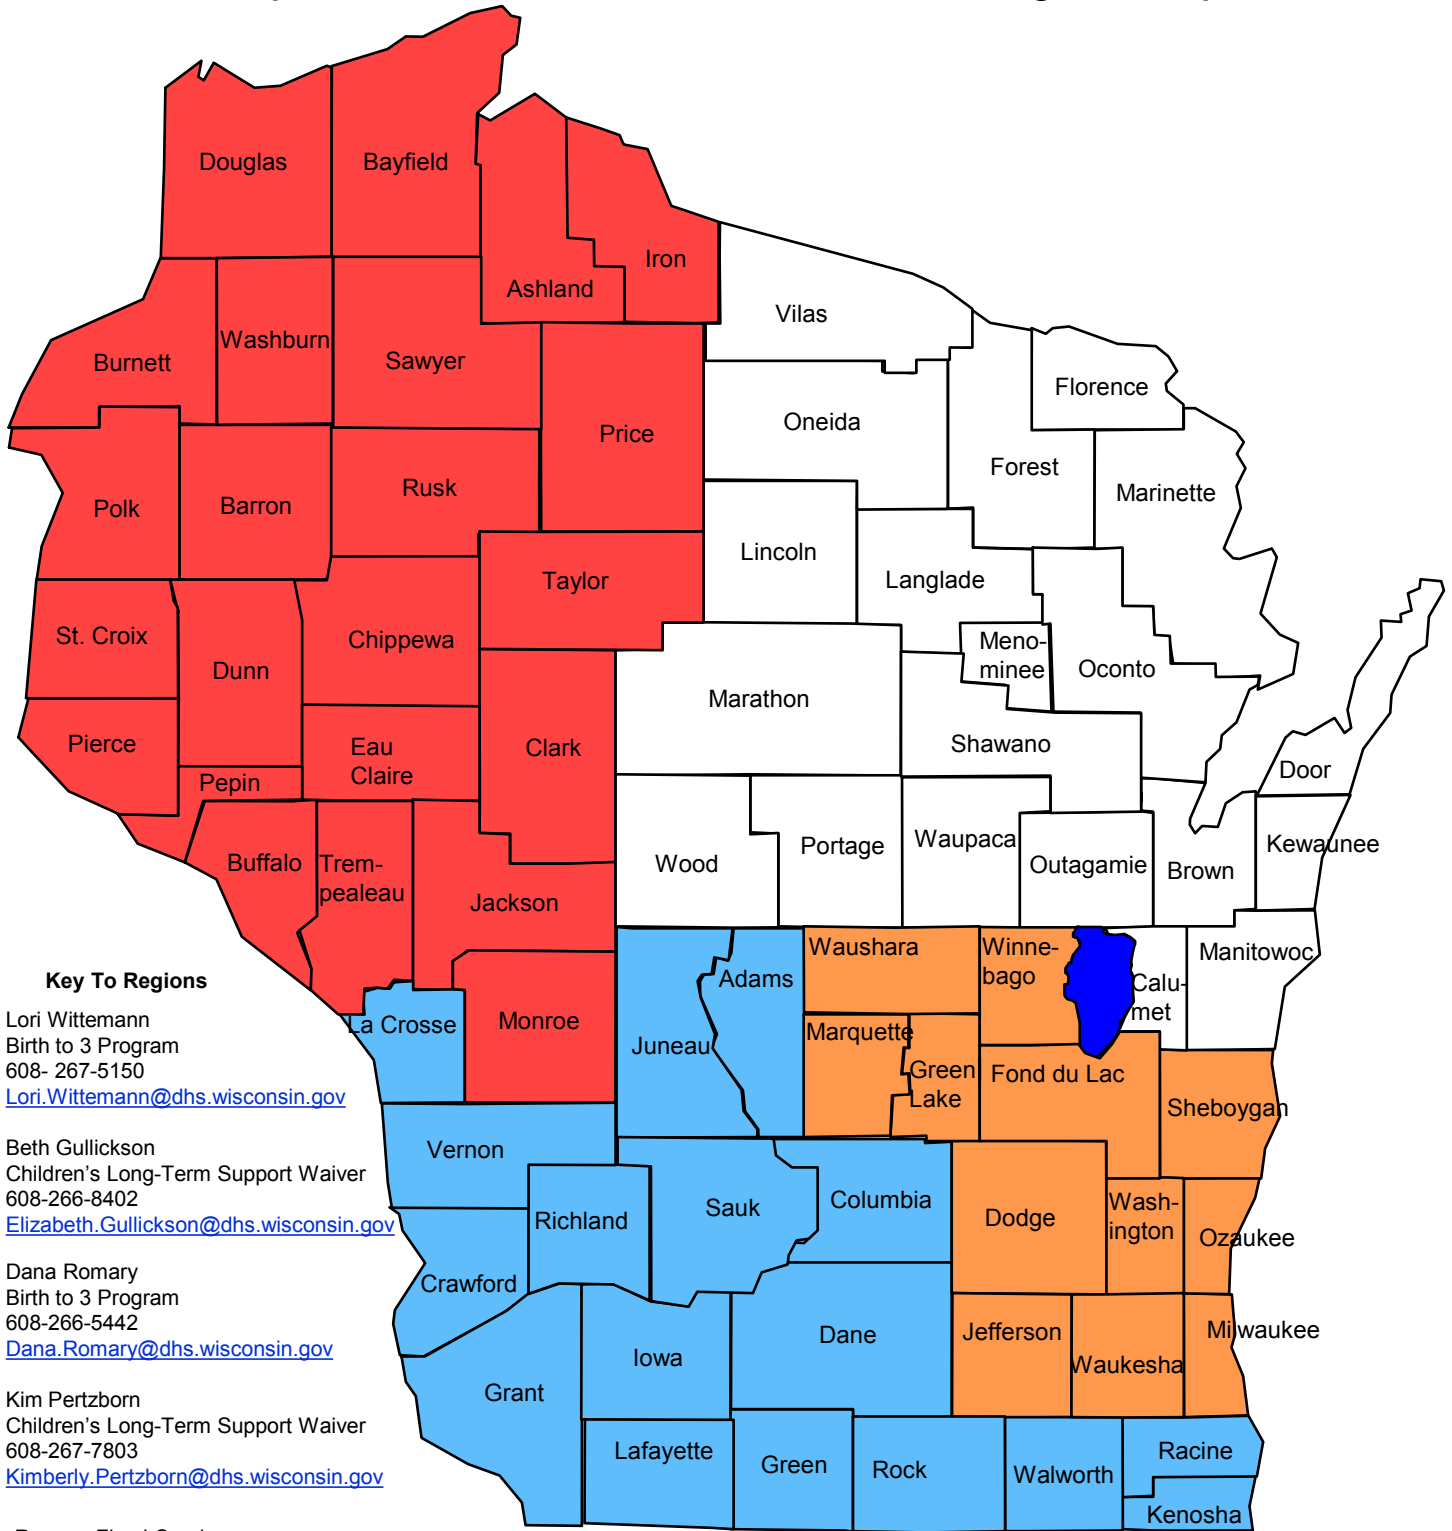 Douglas
Bayfield
Iron
Ashland
Vilas
Washburn
Burnett
Sawyer
Florence
Oneida
Price
Forest
Rusk
Marinette
Polk
Barron
Lincoln
Taylor
Langlade
St. Croix
Chippewa
Meno-
minee
Oconto
Dunn
Marathon
Pierce
Eau
Claire
Clark
Shawano
Door
Pepin
Waupaca
Portage
Kewaunee
Buffalo
Trem-
pealeau
Wood
Outagamie
Brown
Jackson
Waushara
Winne-
bago
Manitowoc
Adams
Calu-
met
Key To Regions
Lori Wittemann
Birth to 3 Program
608- 267-5150
Lori.Wittemann@dhs.wisconsin.gov
La Crosse
Monroe
Juneau
Marquette
Green
Lake
Fond du Lac
Sheboygan
Beth Gullickson
Children's Long-Term Support Waiver
608-266-8402
Elizabeth.Gullickson@dhs.wisconsin.gov
Vernon
Richland
Sauk
Columbia
Dodge
Wash-
ington
Ozaukee
Dana Romary
Birth to 3 Program
608-266-5442
Dana.Romary@dhs.wisconsin.gov
Crawford
Iowa
Dane
Jefferson
Waukesha
Milwaukee
Kim Pertzborn
Children's Long-Term Support Waiver
608-267-7803
Kimberly.Pertzborn@dhs.wisconsin.gov
Grant
Lafayette
Green
Rock
Walworth
Racine
Kenosha